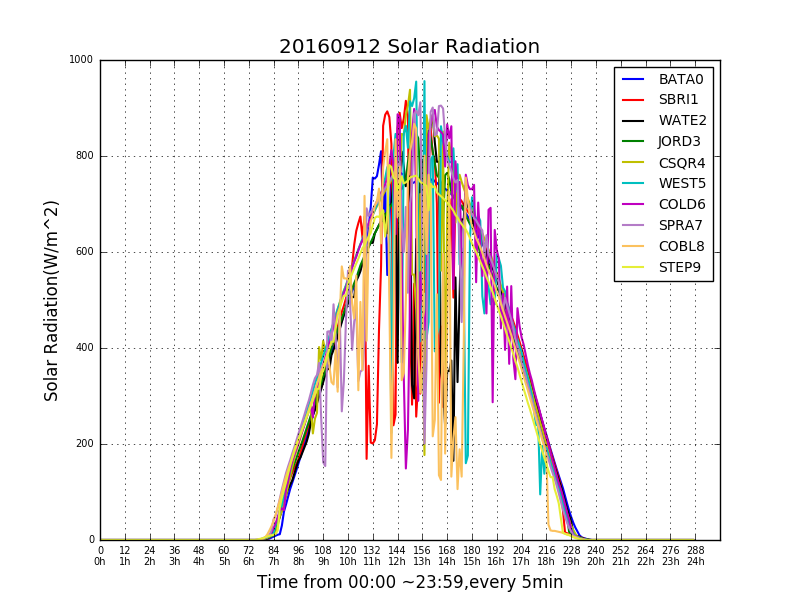 20160912 Solar Radiation
1000
800
600
400
200
0
Solar Radiation(W/m^2)
BATA0
SBRI1
WATE2
JORD3
CSQR4
WEST5
COLD6
SPRA7
COBL8
STEP9
0 12 24 36 48 60 72 84 96 108 120 132 144 156 168 180 192 204 216 228 240 252 264 276 288
0h 1h 2h 3h 4h 5h 6h 7h 8h 9h 10h 11h 12h 13h 14h 15h 16h 17h 18h 19h 20h 21h 22h 23h 24h
Time from 00:00 ~23:59,every 5min